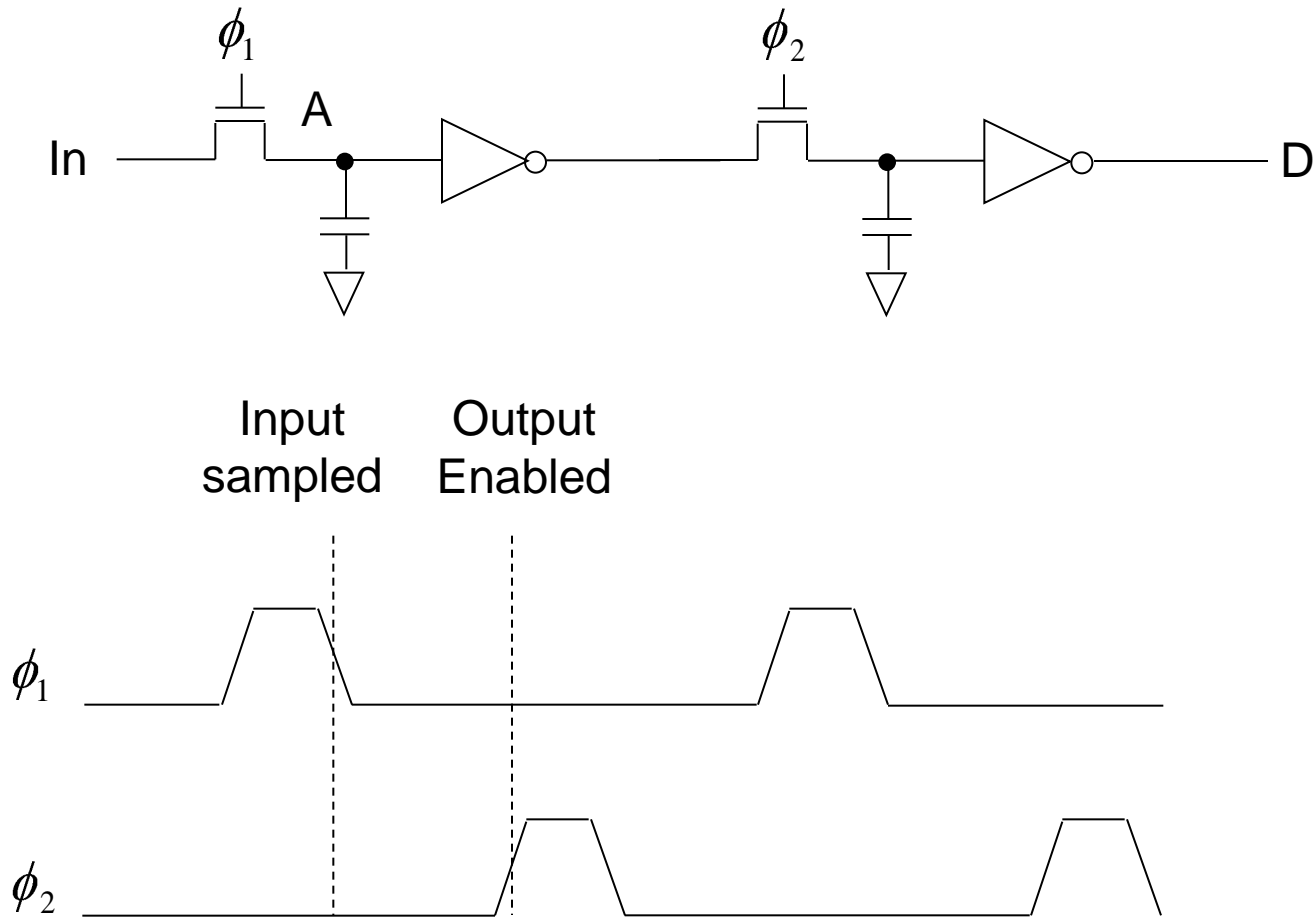 ϕ₁
ϕ₂
A
In
D
Input
sampled
Output
Enabled
ϕ₁
ϕ₂